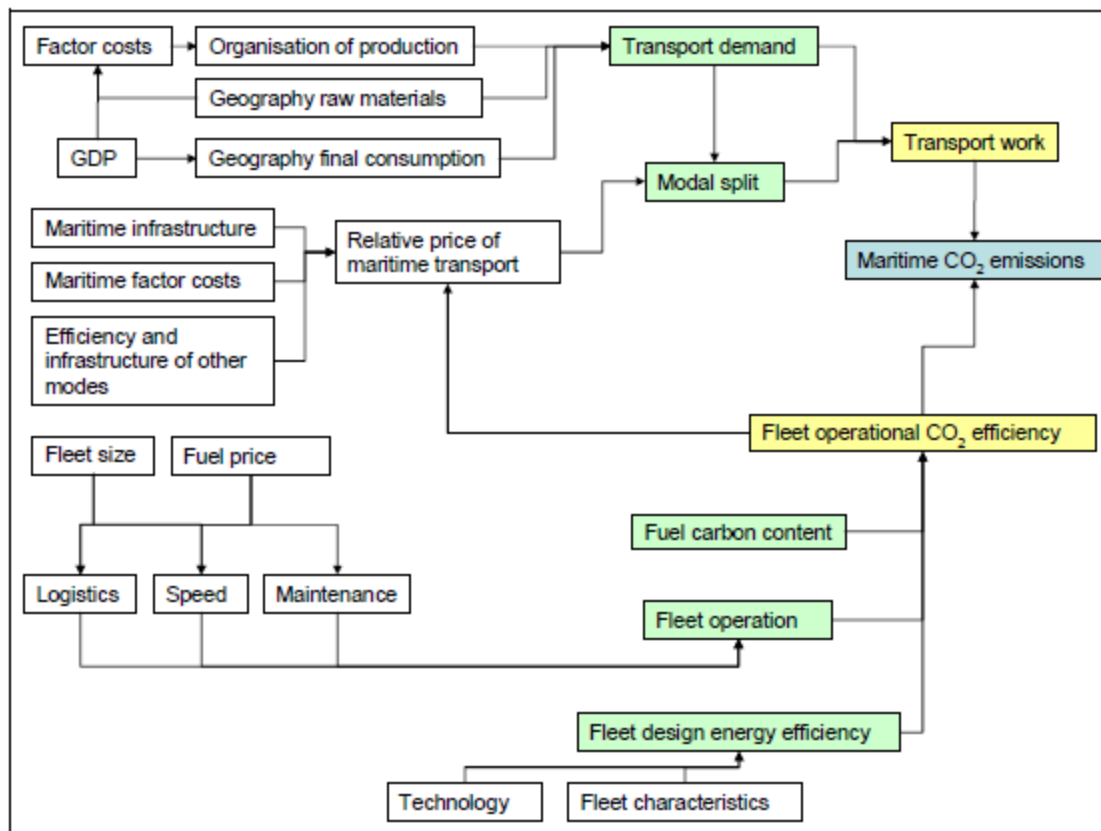 Factor costs
Organisation of production
Transport demand
Geography raw materials
GDP
Geography final consumption
Transport work
Modal split
Maritime infrastructure
Relative price of
maritime transport
Maritime CO₂ emissions
Maritime factor costs
Efficiency and
infrastructure of other
modes
Fleet operational CO₂ efficiency
Fleet size
Fuel price
Fuel carbon content
Logistics
Speed
Maintenance
Fleet operation
Fleet design energy efficiency
Technology
Fleet characteristics